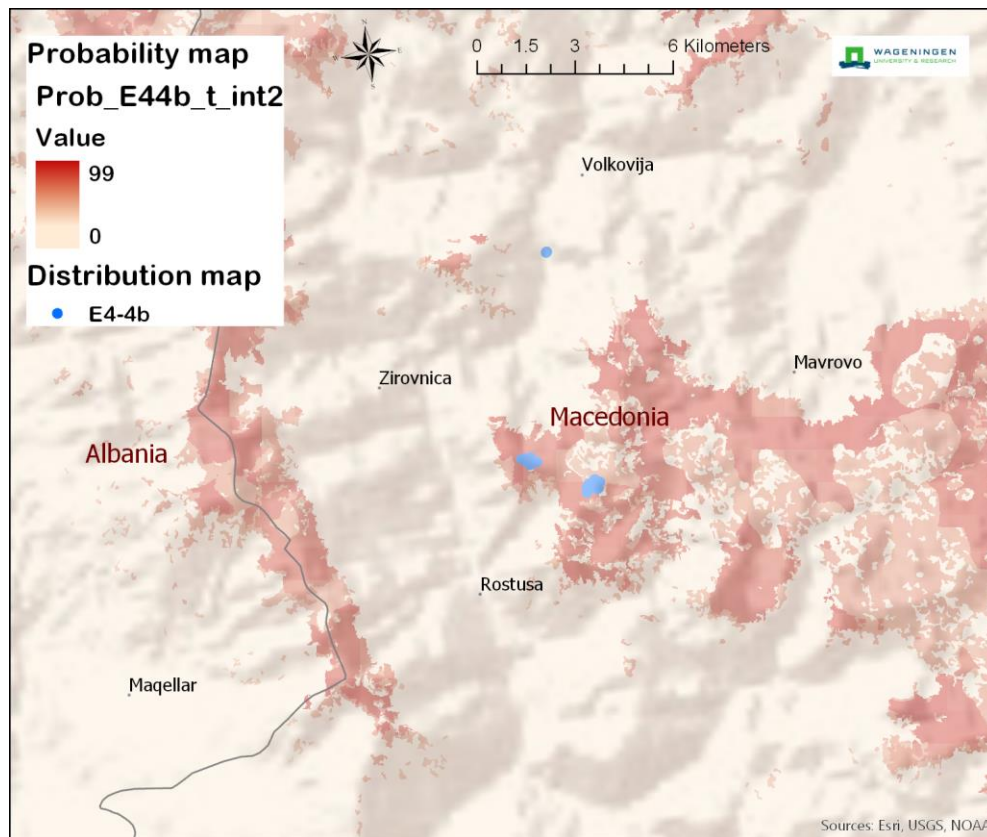 Probability map
Prob_E44b_t_int2
Value
99
0
Distribution map
E4-4b
N
E
S
0 1.5 3 6 Kilometers
WAGENINGEN
UNIVERSITY & RESEARCH
Volkovija
Mavrovo
Zirovnica
Macedonia
Albania
Rostusa
Maqellar
Sources: Esri, USGS, NOAA